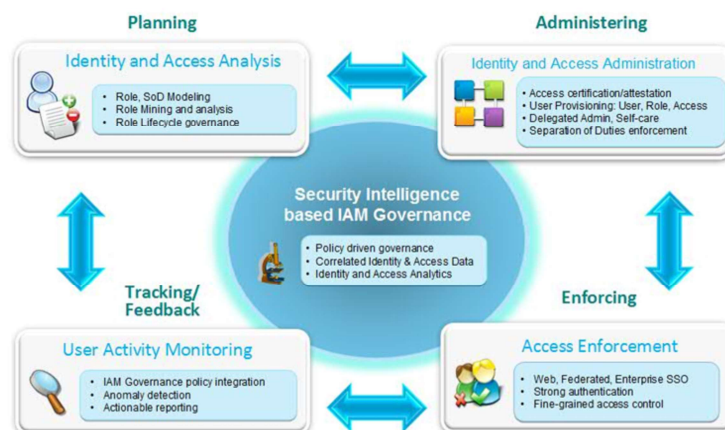 Planning
Administering
Identity and Access Analysis
• Role, SoD Modeling
• Role Mining and analysis
• Role Lifecycle governance
Identity and Access Administration
• Access certification/attestation
• User Provisioning: User, Role, Access
• Delegated Admin, Self-care
• Separation of Duties enforcement
Security Intelligence
based IAM Governance
• Policy driven governance
• Correlated Identity & Access Data
• Identity and Access Analytics
Tracking/
Feedback
Enforcing
User Activity Monitoring
• IAM Governance policy integration
• Anomaly detection
• Actionable reporting
Access Enforcement
• Web, Federated, Enterprise SSO
• Strong authentication
• Fine-grained access control